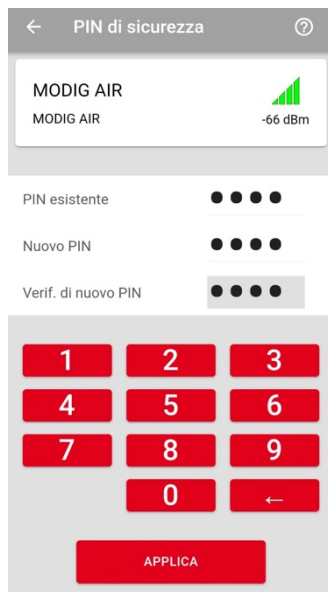 ← PIN di sicurezza ?
MODIG AIR
MODIG AIR -66 dBm
PIN esistente ●●●●
Nuovo PIN ●●●●
Verif. di nuovo PIN ●●●●
1 2 3
4 5 6
7 8 9
0 ←
APPLICA